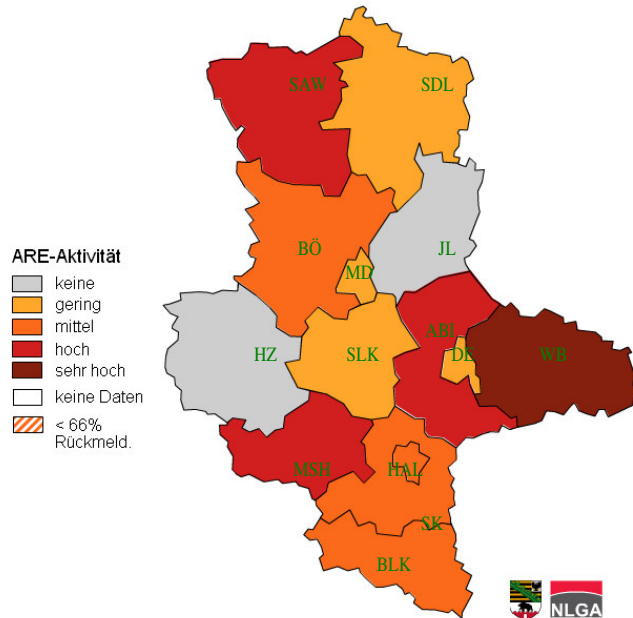 SAW
SDL
BÖ
JL
MD
ARE-Aktivität
keine
gering
mittel
hoch
sehr hoch
keine Daten
< 66%
Rückmeld.
HZ
SLK
ABI
DE
WB
MSH
HAL
SK
BLK
NLGA